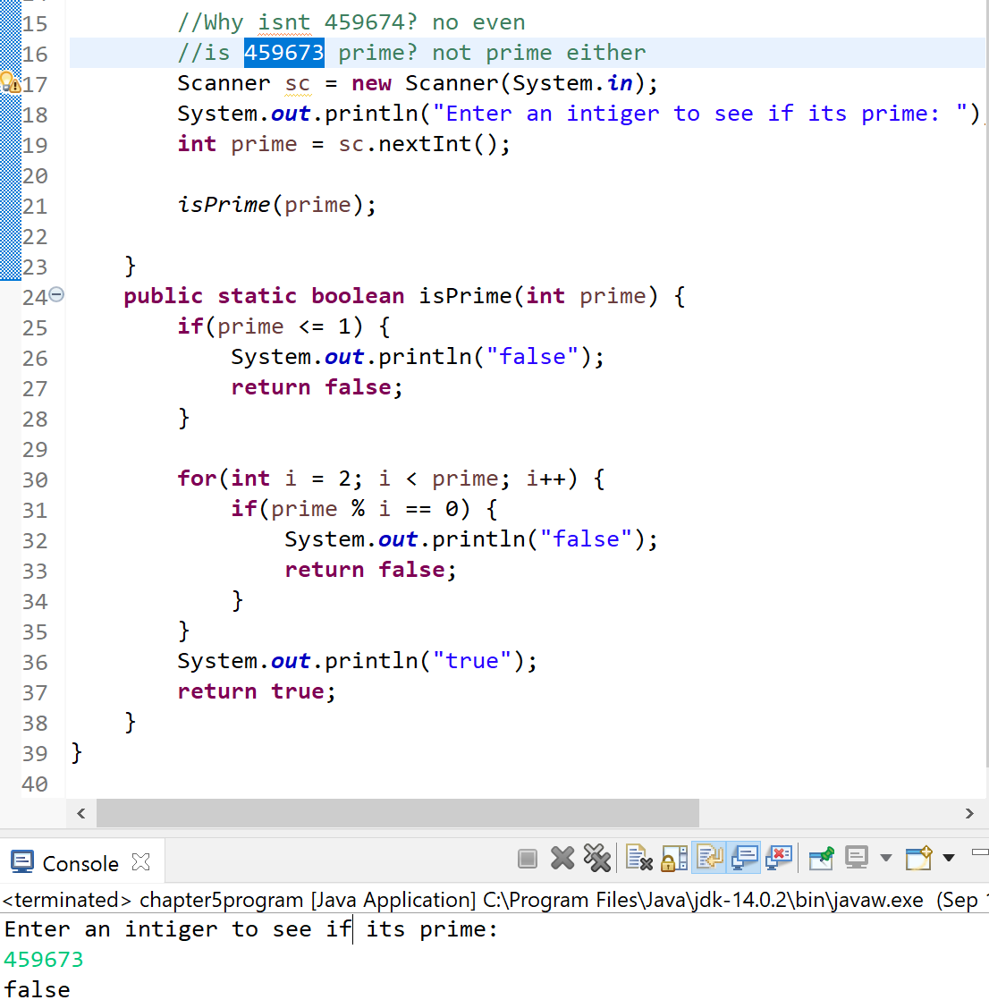 15 //Why isnt 459674? no even
16 //is 459673 prime? not prime either
17 Scanner sc = new Scanner(System.in);
18 System.out.println("Enter an intiger to see if its prime: ")
19 int prime = sc.nextInt();
20
21 isPrime(prime);
22
23 }
24 public static boolean isPrime(int prime) {
25 if(prime <= 1) {
26 System.out.println("false");
27 return false;
28 }
29
30 for(int i = 2; i < prime; i++) {
31 if(prime % i == 0) {
32 System.out.println("false");
33 return false;
34 }
35 }
36 System.out.println("true");
37 return true;
38 }
39 }
40
Console
<terminated> chapter5program [Java Application] C:\Program Files\Java\jdk-14.0.2\bin\javaw.exe (Sep
Enter an intiger to see if its prime:
459673
false